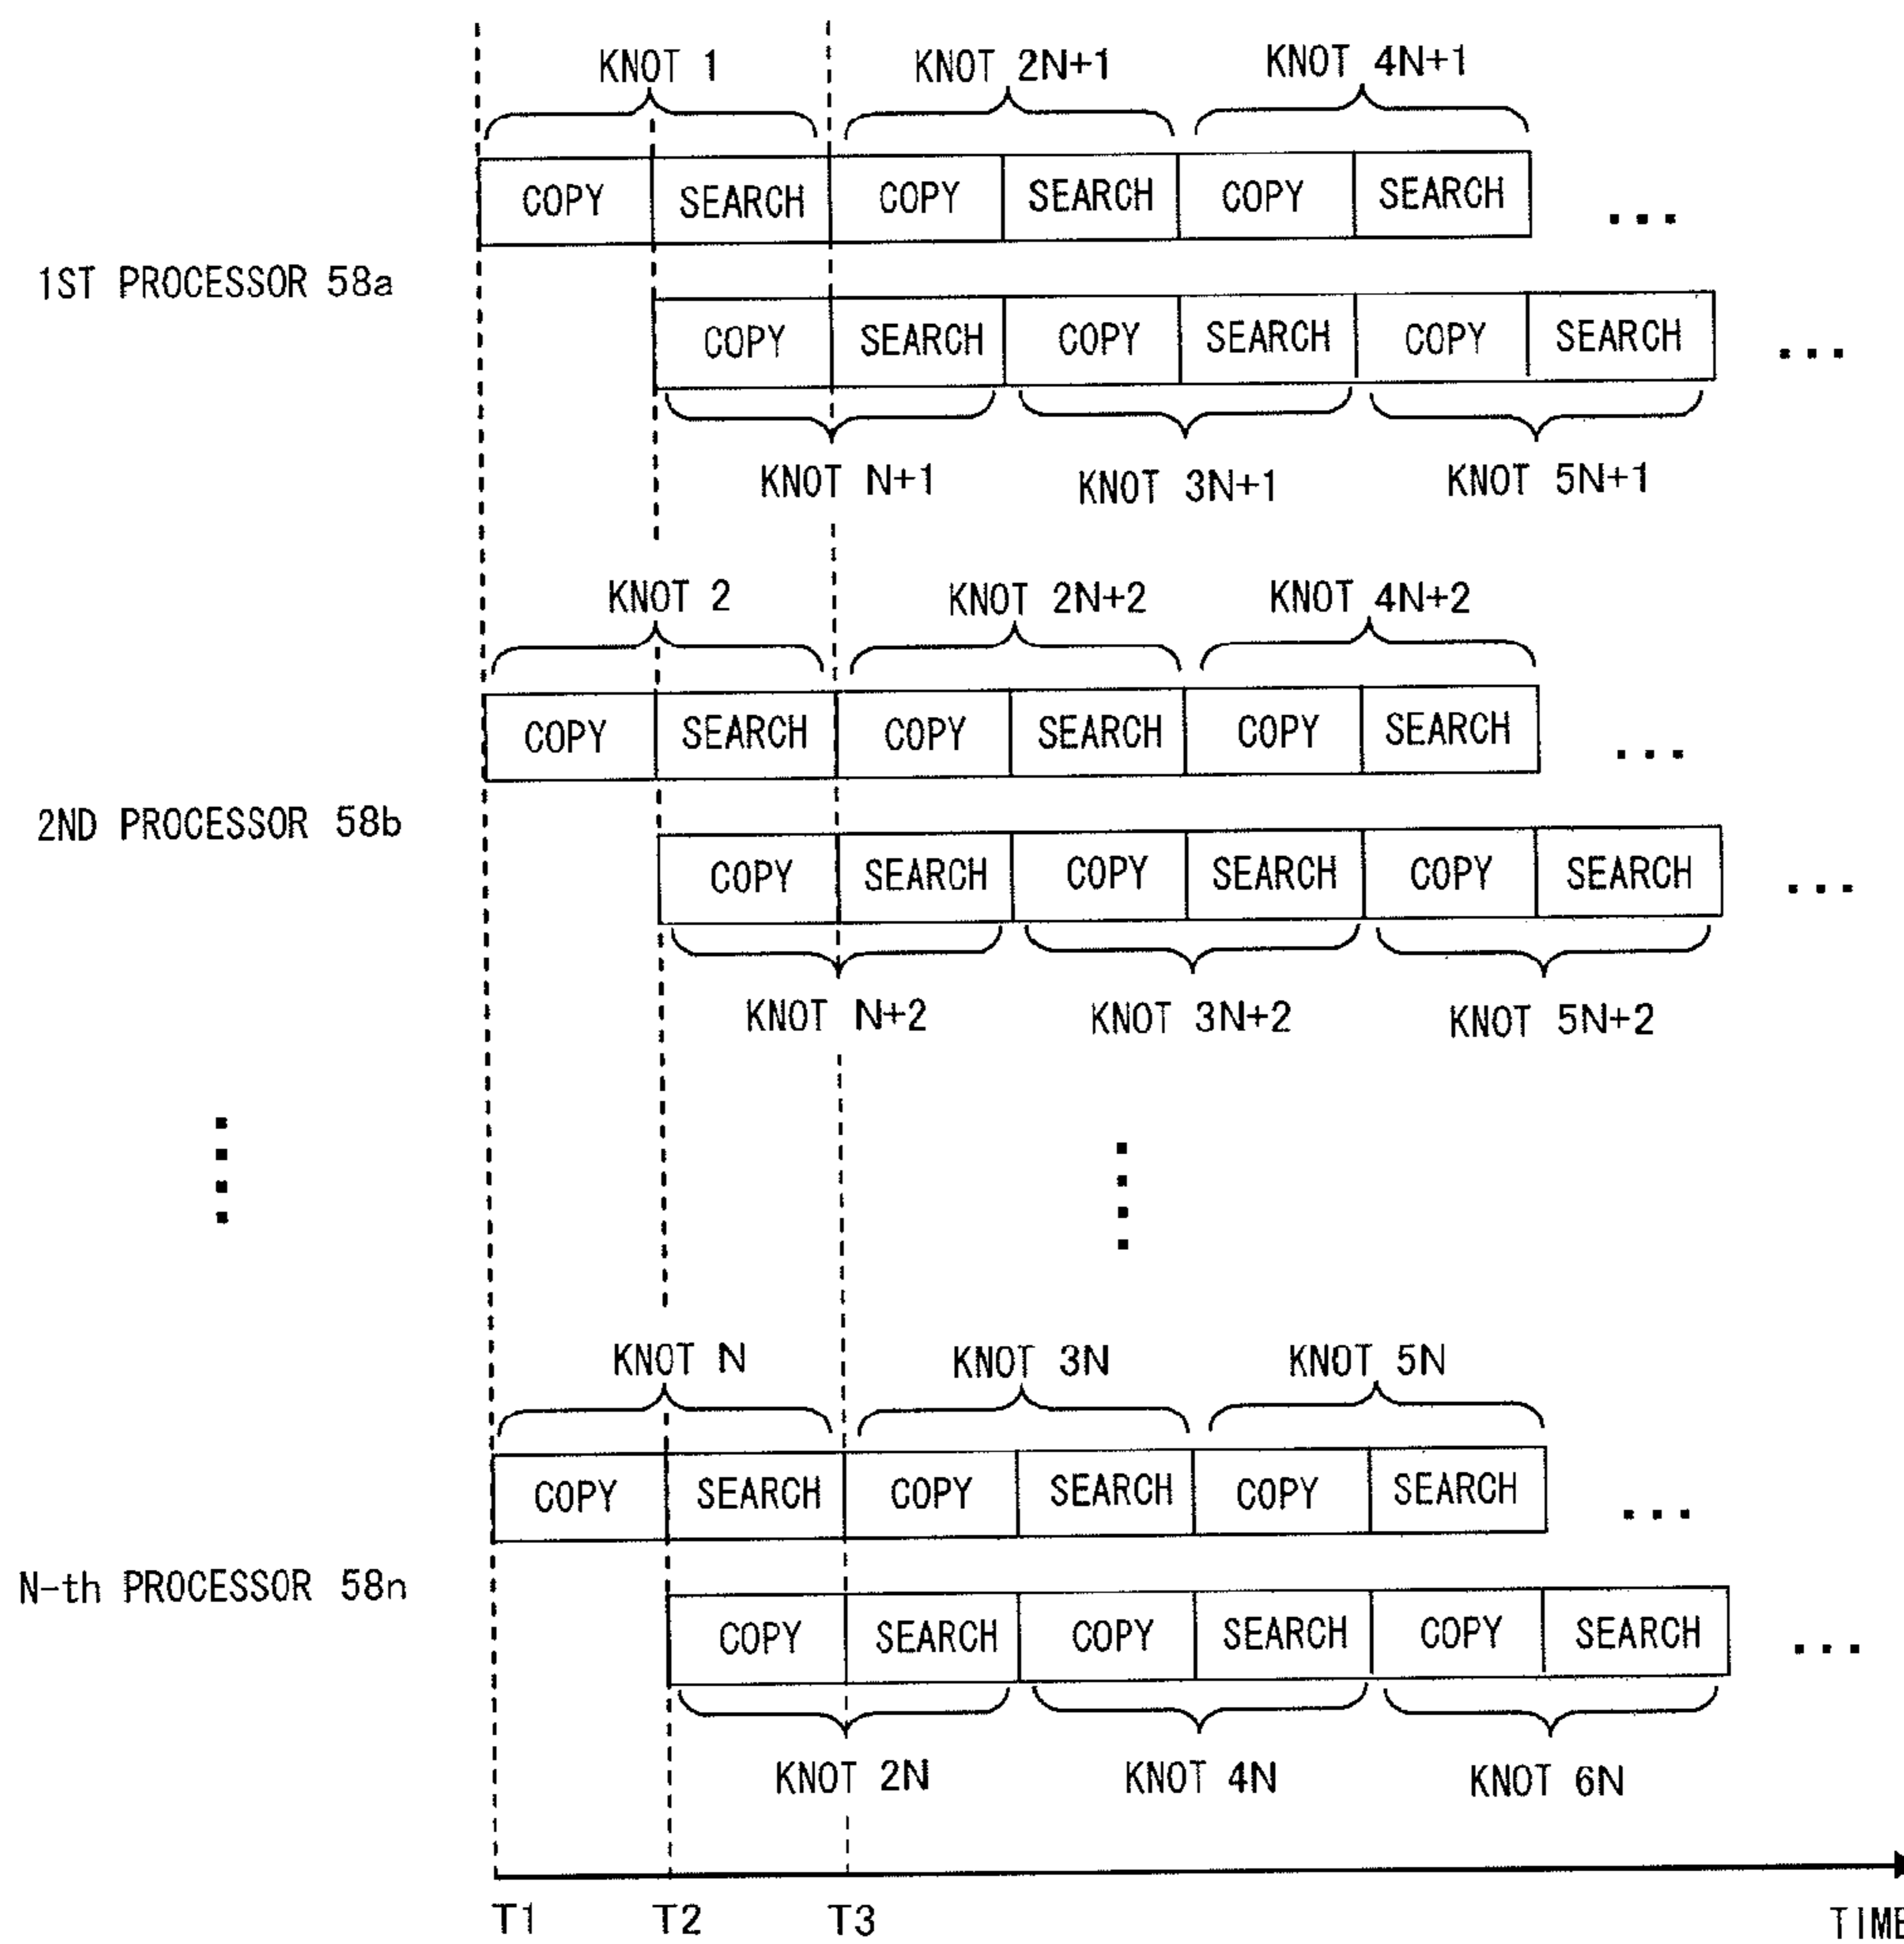 KNOT 1 KNOT 2N+1 KNOT 4N+1
COPY SEARCH COPY SEARCH COPY SEARCH ...
1ST PROCESSOR 58a
COPY SEARCH COPY SEARCH COPY SEARCH ...
KNOT N+1 KNOT 3N+1 KNOT 5N+1
KNOT 2 KNOT 2N+2 KNOT 4N+2
COPY SEARCH COPY SEARCH COPY SEARCH ...
2ND PROCESSOR 58b
COPY SEARCH COPY SEARCH COPY SEARCH ...
KNOT N+2 KNOT 3N+2 KNOT 5N+2
KNOT N KNOT 3N KNOT 5N
COPY SEARCH COPY SEARCH COPY SEARCH ...
N-th PROCESSOR 58n
COPY SEARCH COPY SEARCH COPY SEARCH ...
KNOT 2N KNOT 4N KNOT 6N
T1 T2 T3 TIME